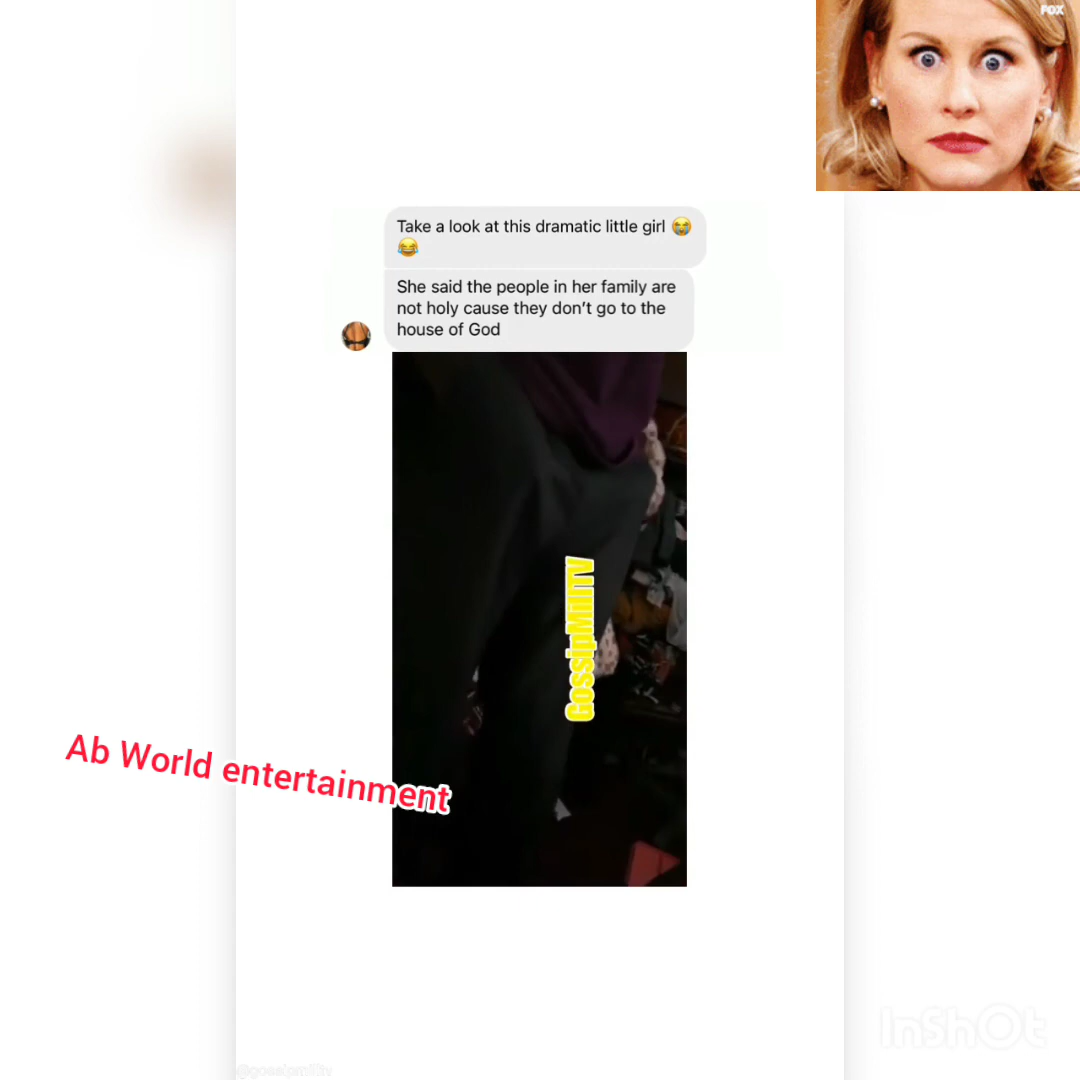 FOX
Take a look at this dramatic little girl 😭
😂
She said the people in her family are
not holy cause they don’t go to the
house of God
GossipMillTV
Ab World entertainment
InShOt
@gossipmilltv